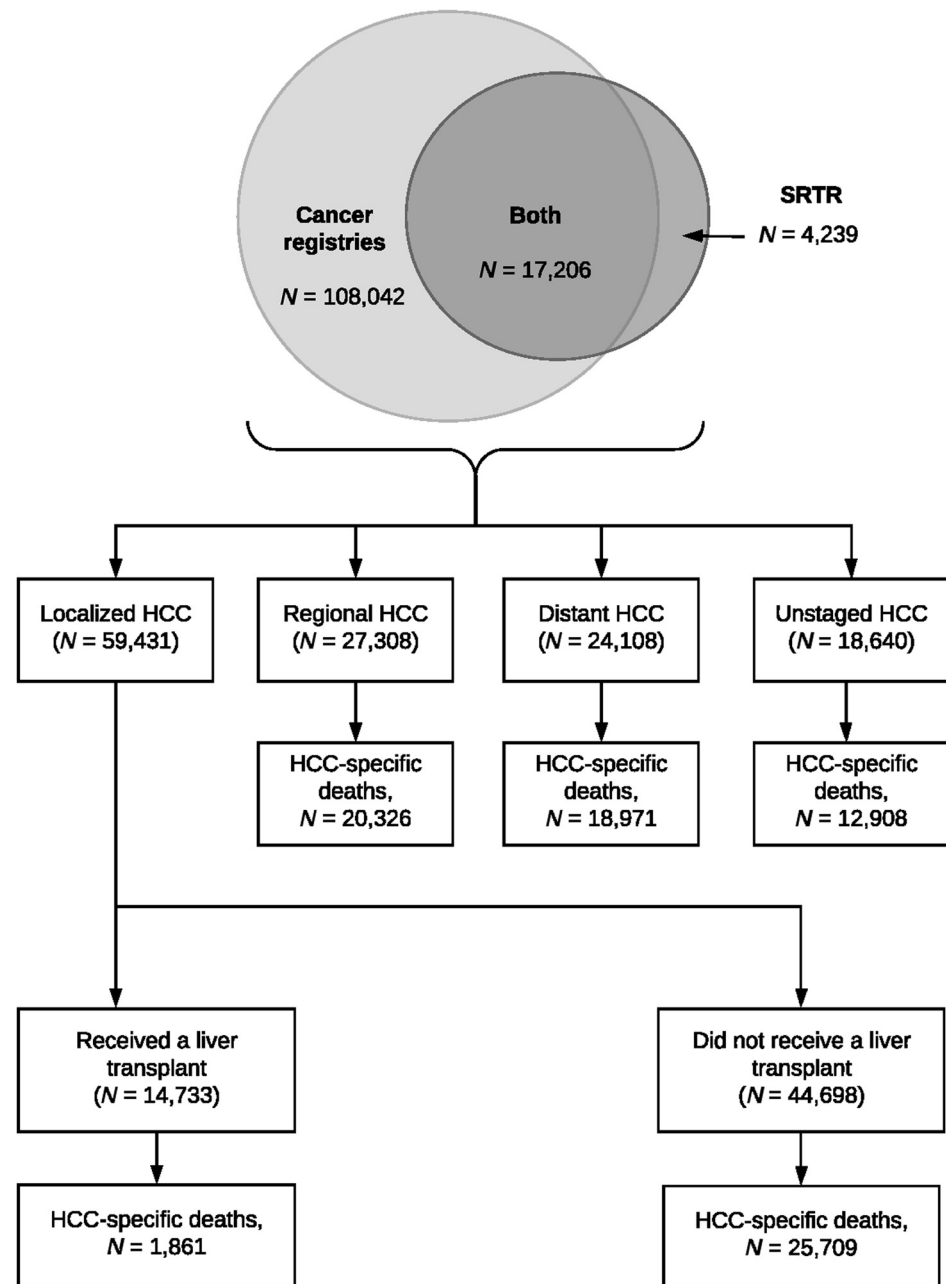 Cancer
registries
N = 108,042
Both
N = 17,206
SRTR
N = 4,239
Localized HCC
(N = 59,431)
Regional HCC
(N = 27,308)
Distant HCC
(N = 24,108)
Unstaged HCC
(N = 18,640)
HCC-specific
deaths,
N = 20,326
HCC-specific
deaths,
N = 18,971
HCC-specific
deaths,
N = 12,908
Received a liver
transplant
(N = 14,733)
Did not receive a liver
transplant
(N = 44,698)
HCC-specific deaths,
N = 1,861
HCC-specific deaths,
N = 25,709